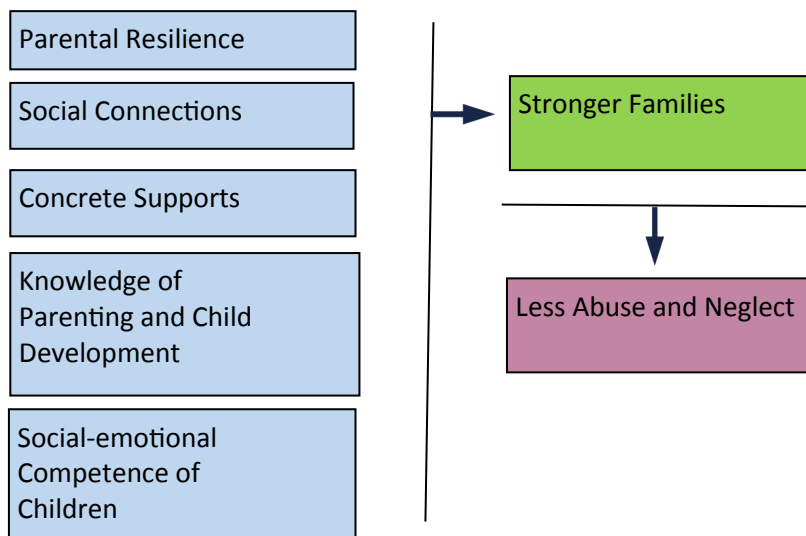 Parental Resilience
Social Connections
Concrete Supports
Knowledge of
Parenting and Child
Development
Social-emotional
Competence of
Children
Stronger Families
Less Abuse and Neglect